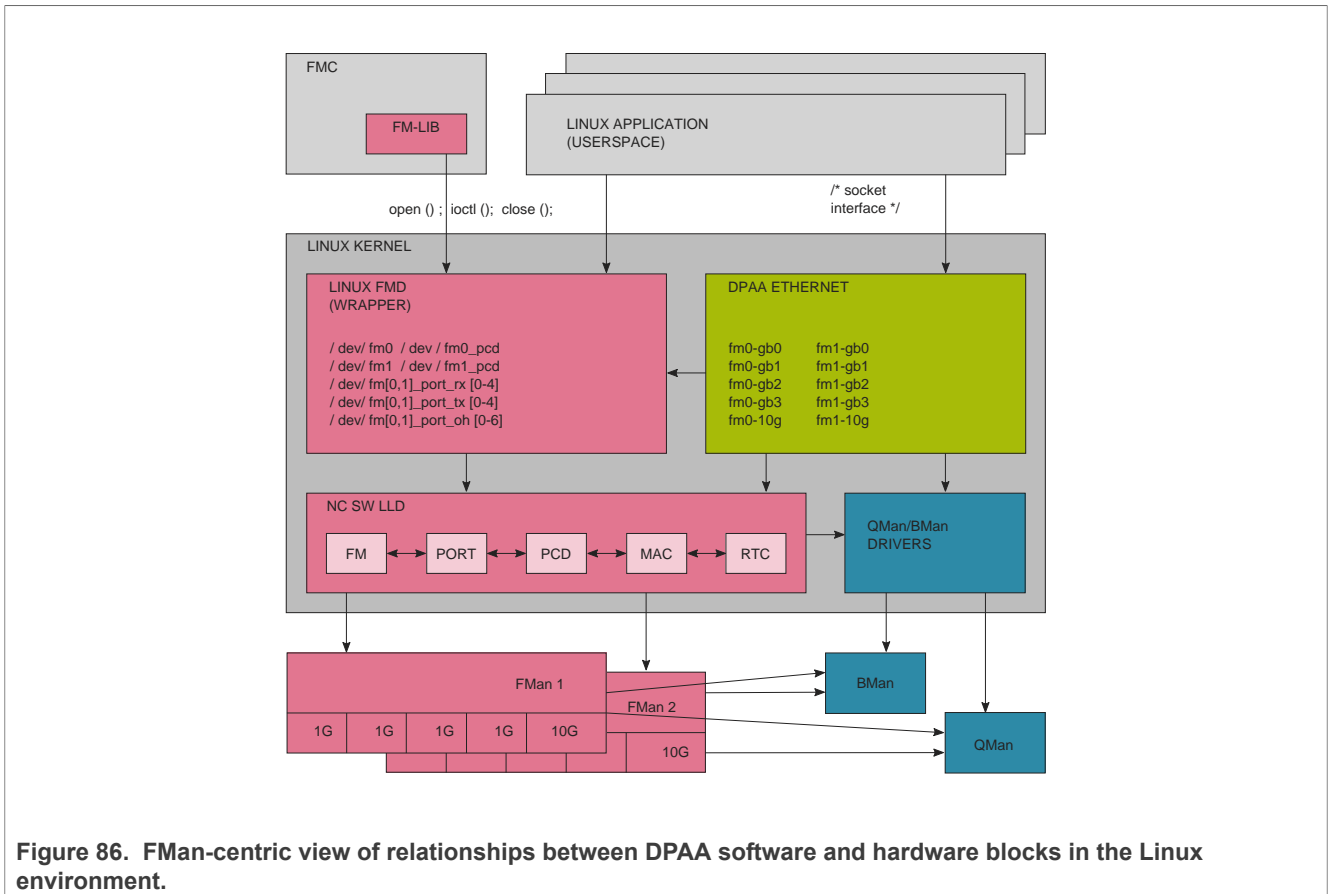 FMC
FM-LIB
LINUX APPLICATION
(USERSPACE)
open () ; ioctl (); close ();
/* socket
interface */
LINUX KERNEL
LINUX FMD
(WRAPPER)
/ dev/ fm0 / dev / fm0_pcd
/ dev/ fm1 / dev / fm1_pcd
/ dev/ fm[0,1]_port_rx [0-4]
/ dev/ fm[0,1]_port_tx [0-4]
/ dev/ fm[0,1]_port_oh [0-6]
DPAA ETHERNET
fm0-gb0 fm1-gb0
fm0-gb1 fm1-gb1
fm0-gb2 fm1-gb2
fm0-gb3 fm1-gb3
fm0-10g fm1-10g
NC SW LLD
FM PORT PCD MAC RTC
QMan/BMan
DRIVERS
FMan 1
1G 1G 1G 1G 10G
FMan 2
10G
BMan
QMan
Figure 86. FMan-centric view of relationships between DPAA software and hardware blocks in the Linux
environment.